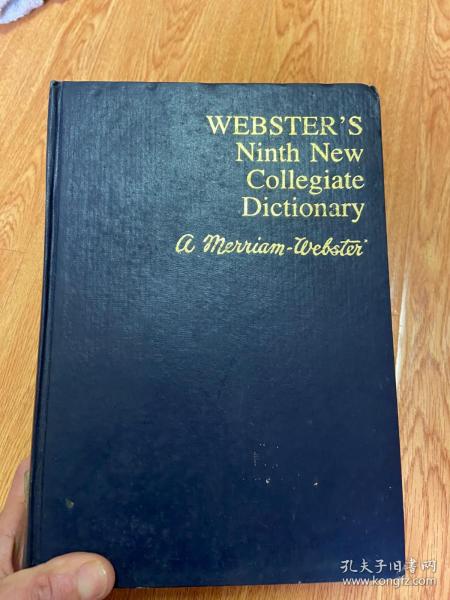 WEBSTER'S
Ninth New
Collegiate
Dictionary
a Merriam-Webster®
孔夫子旧书网
www.kongfz.com